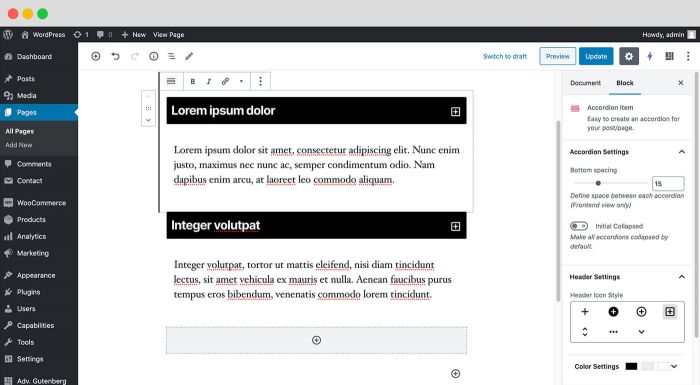 WordPress 1 0 + New View Page Howdy, admin
Dashboard
Posts
Media
Pages
All Pages
Add New
Comments
Contact
WooCommerce
Products
Analytics
Marketing
Appearance
Plugins
Users
Capabilities
Tools
Settings
Adv. Gutenberg
Switch to draft Preview Update
B I
Lorem ipsum dolor
Lorem ipsum dolor sit amet, consectetur adipiscing elit. Nunc enim
justo, maximus nec nunc ac, semper condimentum odio. Nam
dapibus enim arcu, at laoreet leo commodo aliquam.
Integer volutpat
Integer volutpat, tortor ut mattis eleifend, nisi diam tincidunt
lectus, sit amet vehicula ex mauris et nulla. Aenean faucibus purus
tempus eros bibendum, venenatis commodo lorem tincidunt.
Document Block
Accordion Item
Easy to create an accordion for
your post/page.
Accordion Settings
Bottom spacing
15
Define space between each accordion
(Frontend view only)
Initial Collapsed
Make all accordions collapsed by
default.
Header Settings
Header Icon Style
Color Settings